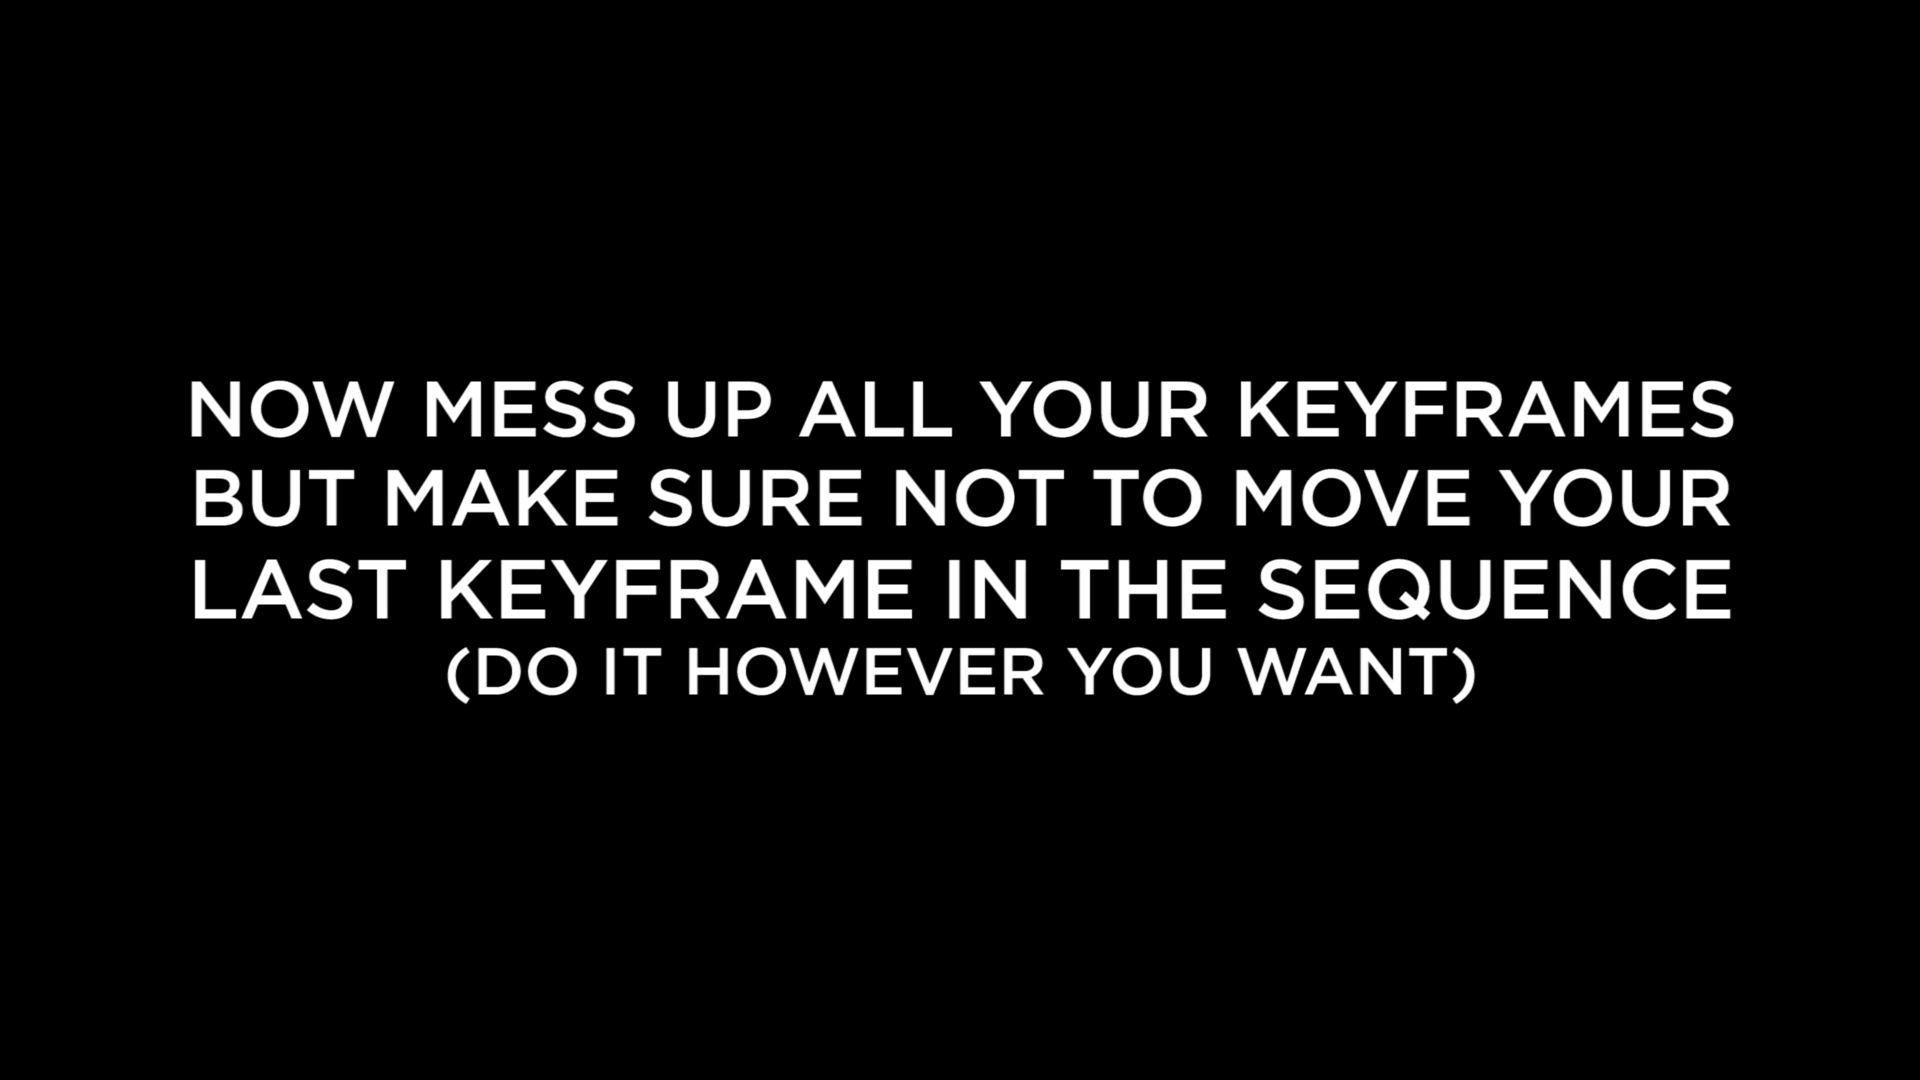 NOW MESS UP ALL YOUR KEYFRAMES
BUT MAKE SURE NOT TO MOVE YOUR
LAST KEYFRAME IN THE SEQUENCE
(DO IT HOWEVER YOU WANT)